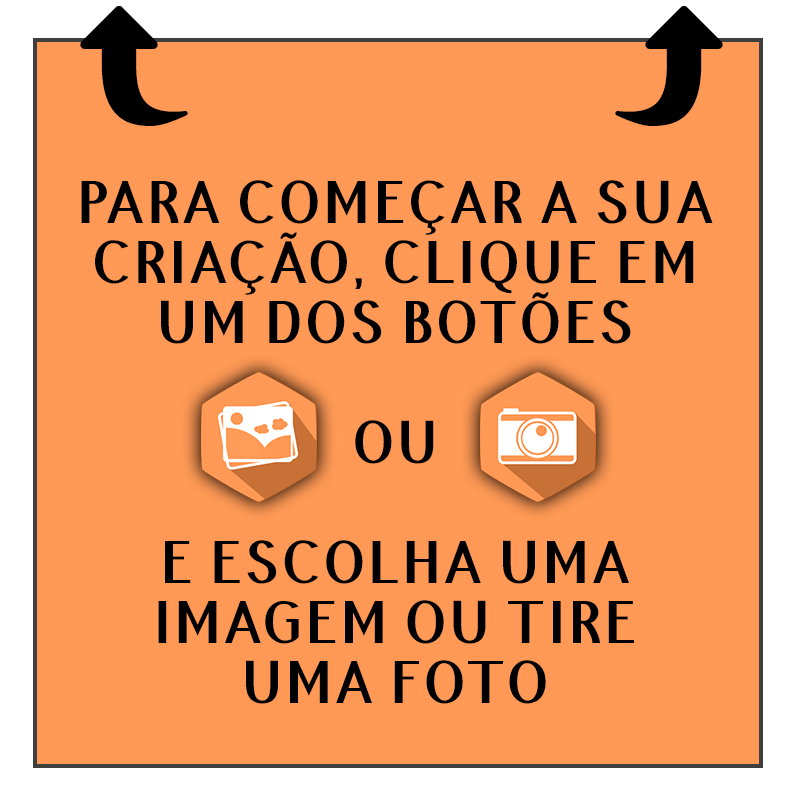 PARA COMEÇAR A SUA
CRIAÇÃO, CLIQUE EM
UM DOS BOTÕES
OU
E ESCOLHA UMA
IMAGEM OU TIRE
UMA FOTO